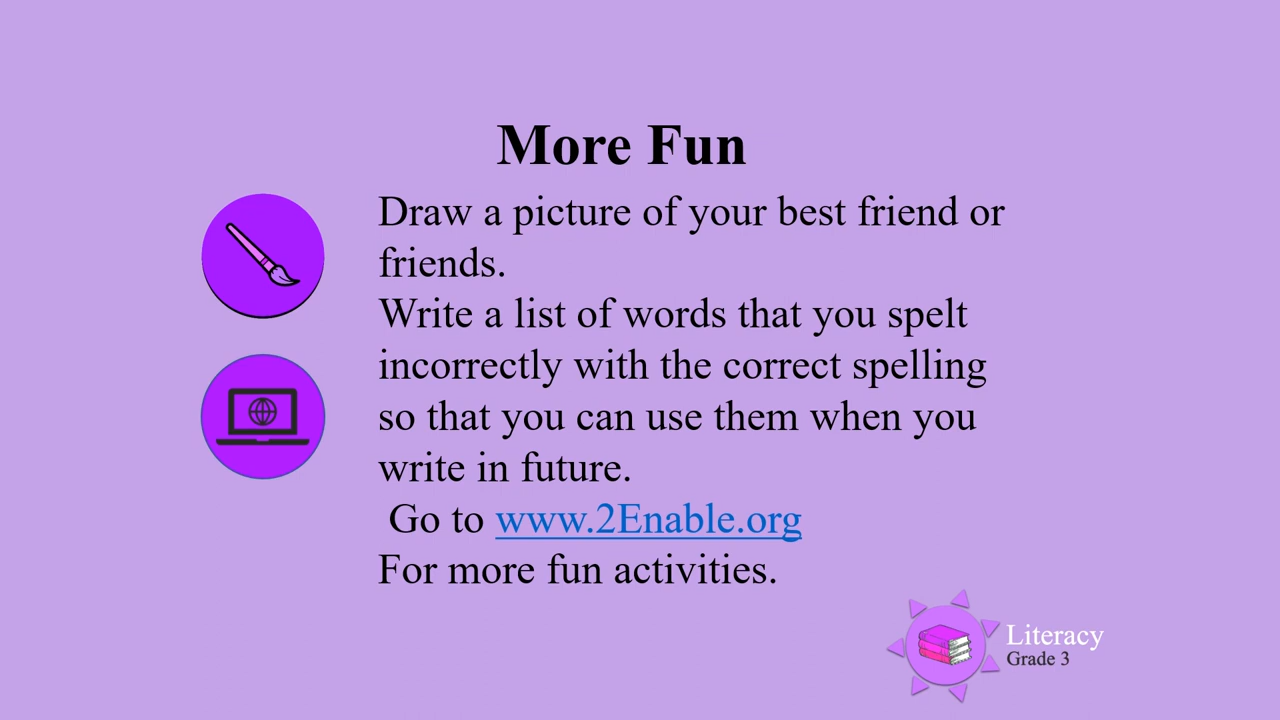 More Fun
Draw a picture of your best friend or
friends.
Write a list of words that you spelt
incorrectly with the correct spelling
so that you can use them when you
write in future.
Go to www.2Enable.org
For more fun activities.
Literacy
Grade 3